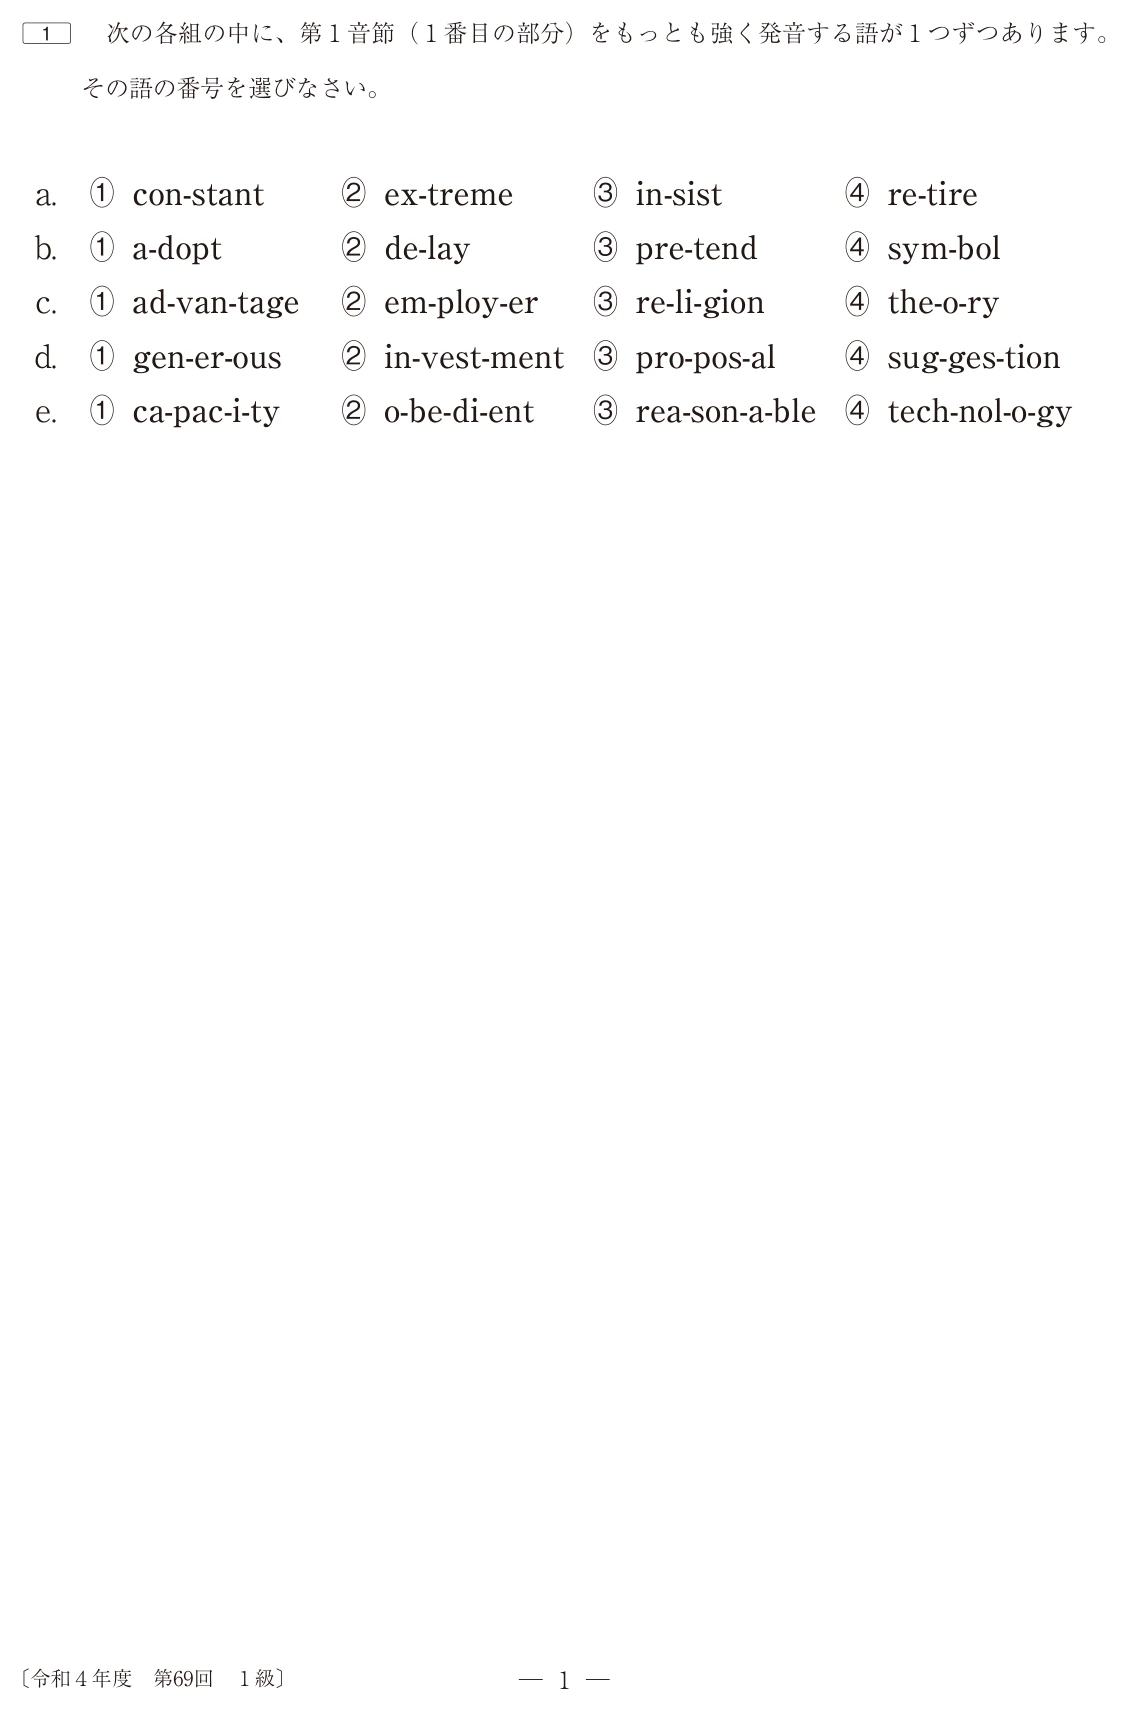 1 次の各組の中に、第１音節（１番目の部分）をもっとも強く発音する語が１つずつあります。
その語の番号を選びなさい。
a. ① con-stant ② ex-treme ③ in-sist ④ re-tire
b. ① a-dopt ② de-lay ③ pre-tend ④ sym-bol
c. ① ad-van-tage ② em-ploy-er ③ re-li-gion ④ the-o-ry
d. ① gen-er-ous ② in-vest-ment ③ pro-pos-al ④ sug-ges-tion
e. ① ca-pac-i-ty ② o-be-di-ent ③ rea-son-a-ble ④ tech-nol-o-gy
〔令和４年度　第69回　１級〕 — 1 —